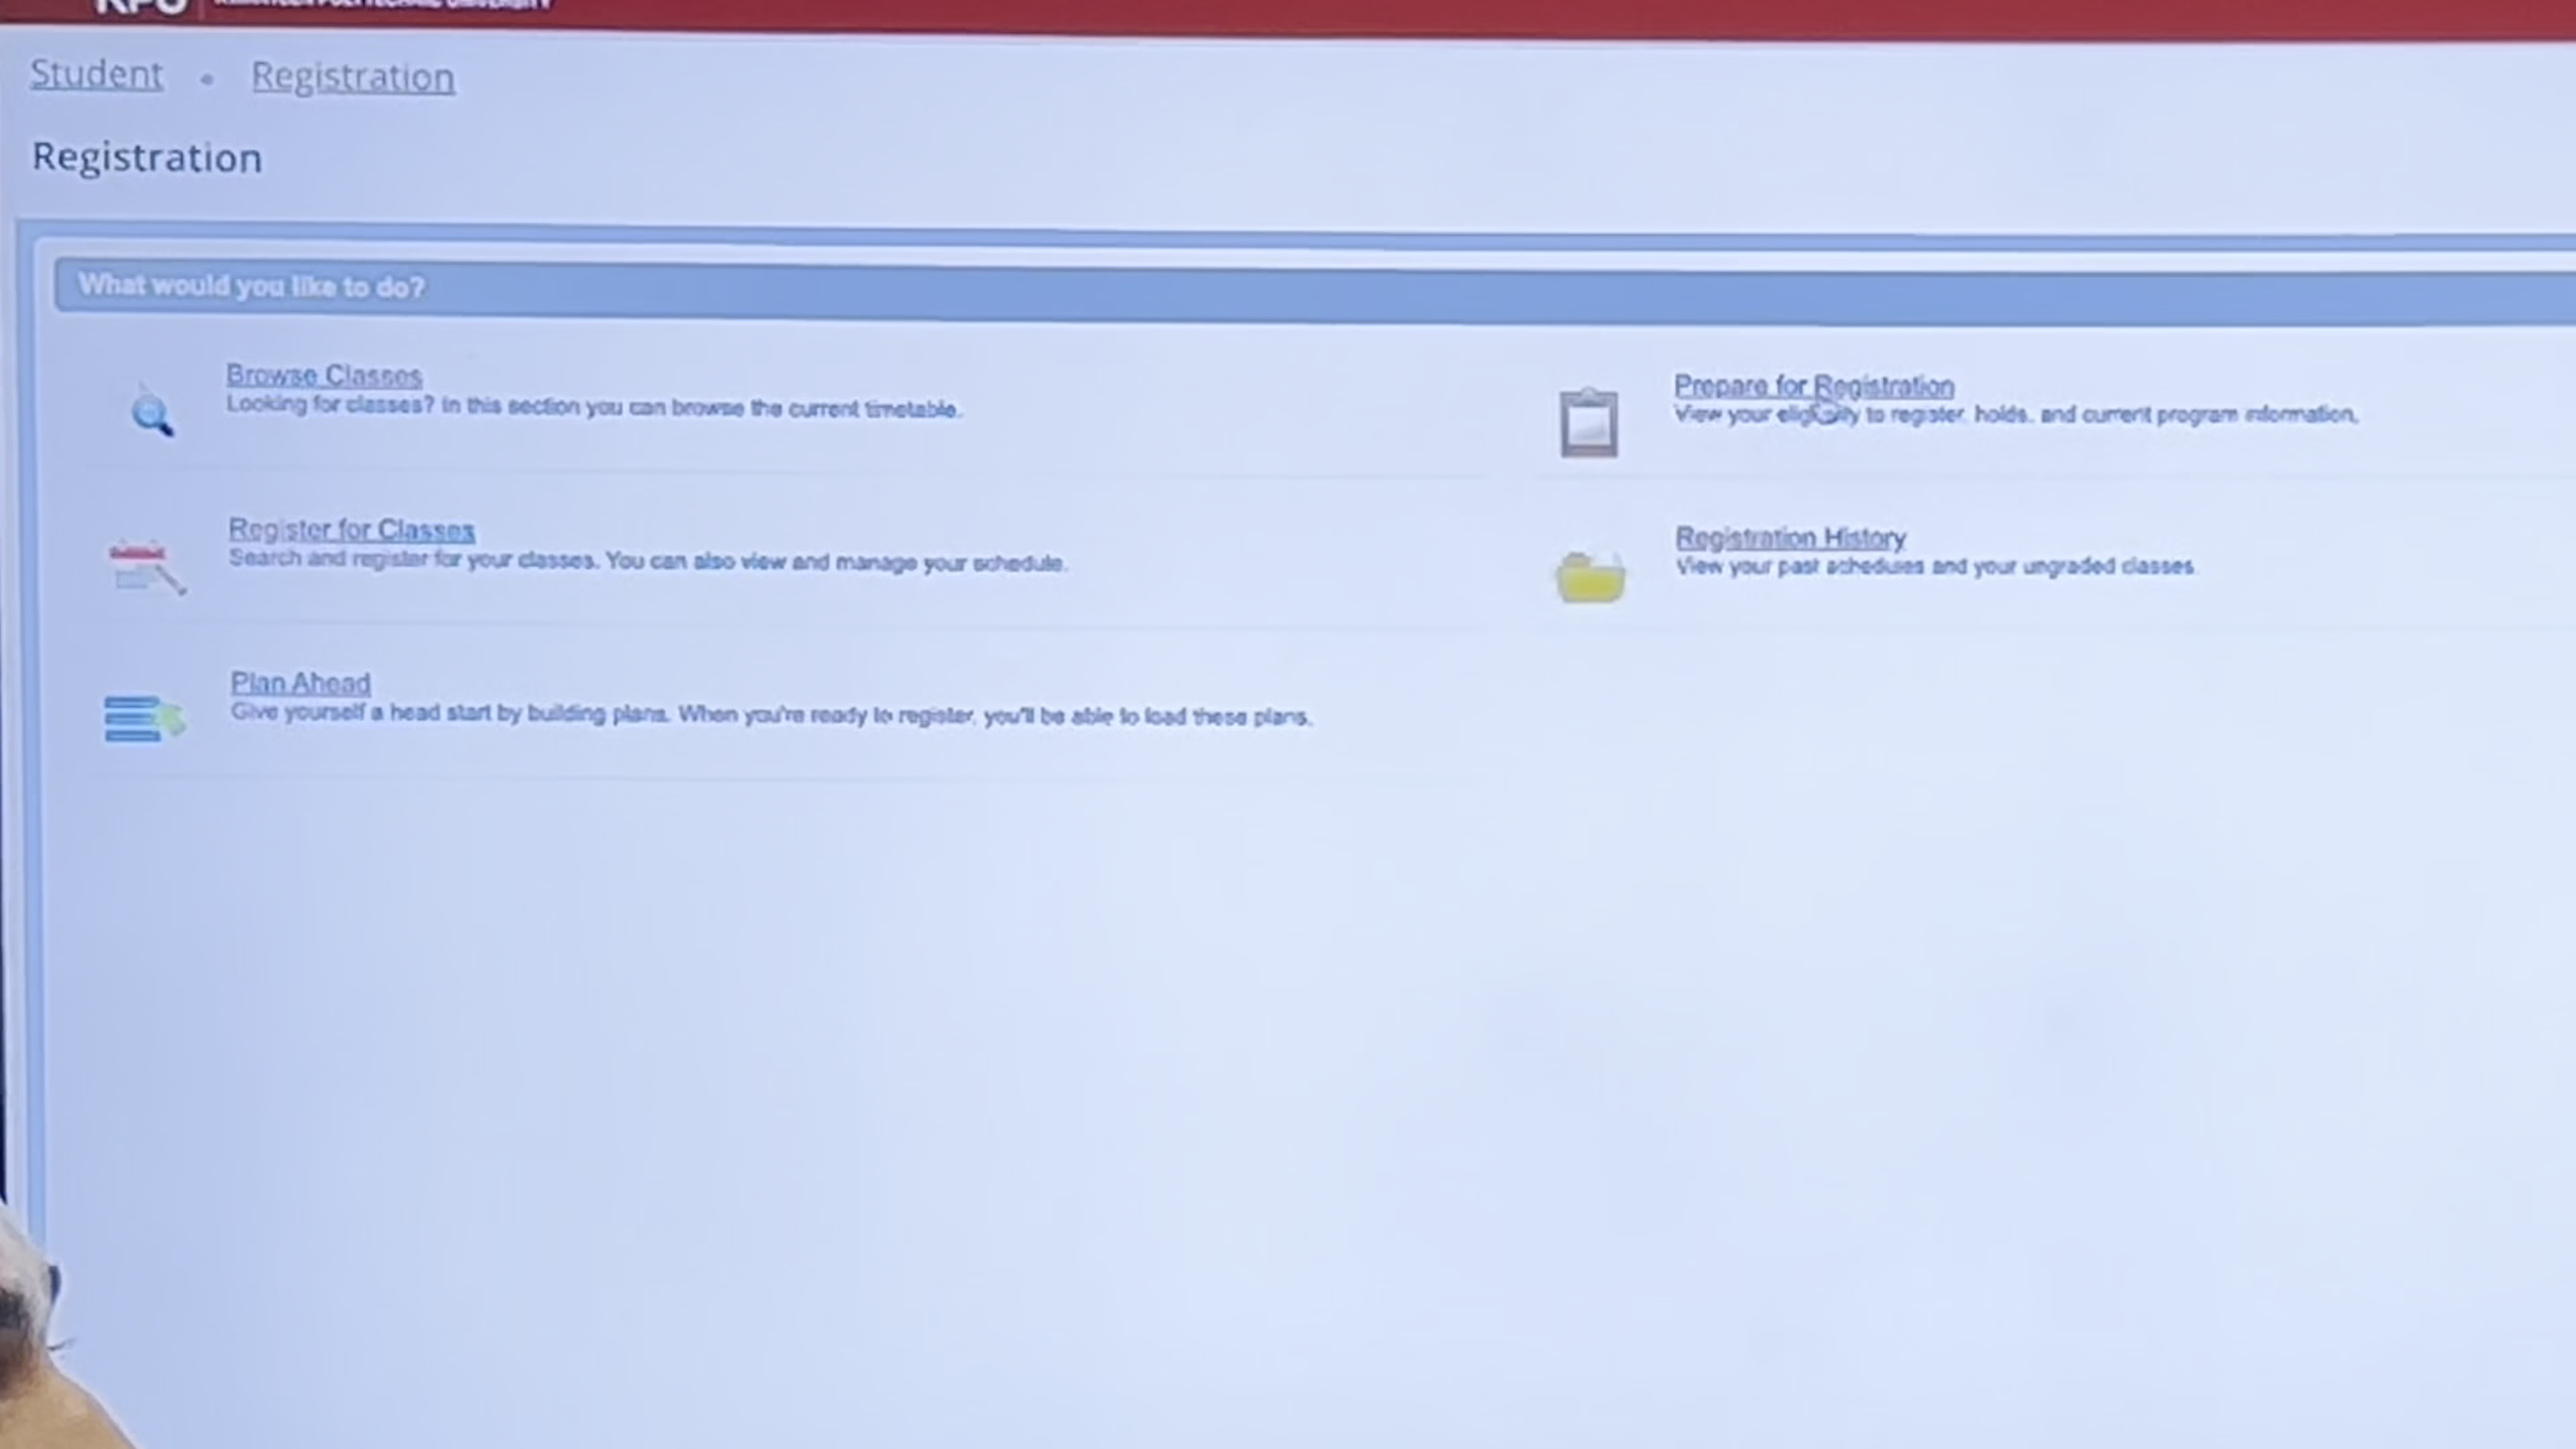 KPU
Student • Registration
Registration
What would you like to do?
Browse Classes
Looking for classes? In this section you can browse the current timetable.
Register for Classes
Search and register for your classes. You can also view and manage your schedule.
Plan Ahead
Give yourself a head start by building plans. When you're ready to register, you'll be able to load these plans.
Prepare for Registration
View your eligibility to register, holds, and current program information.
Registration History
View your past schedules and your ungraded classes.